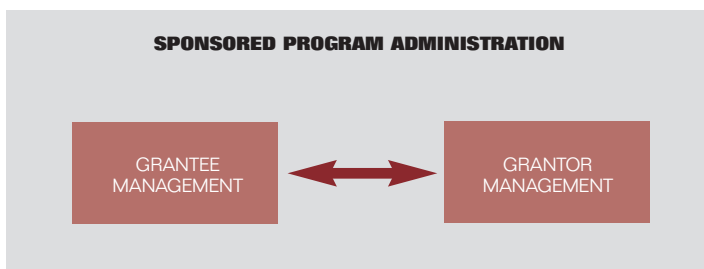 SPONSORED PROGRAM ADMINISTRATION
GRANTEE
MANAGEMENT
GRANTOR
MANAGEMENT